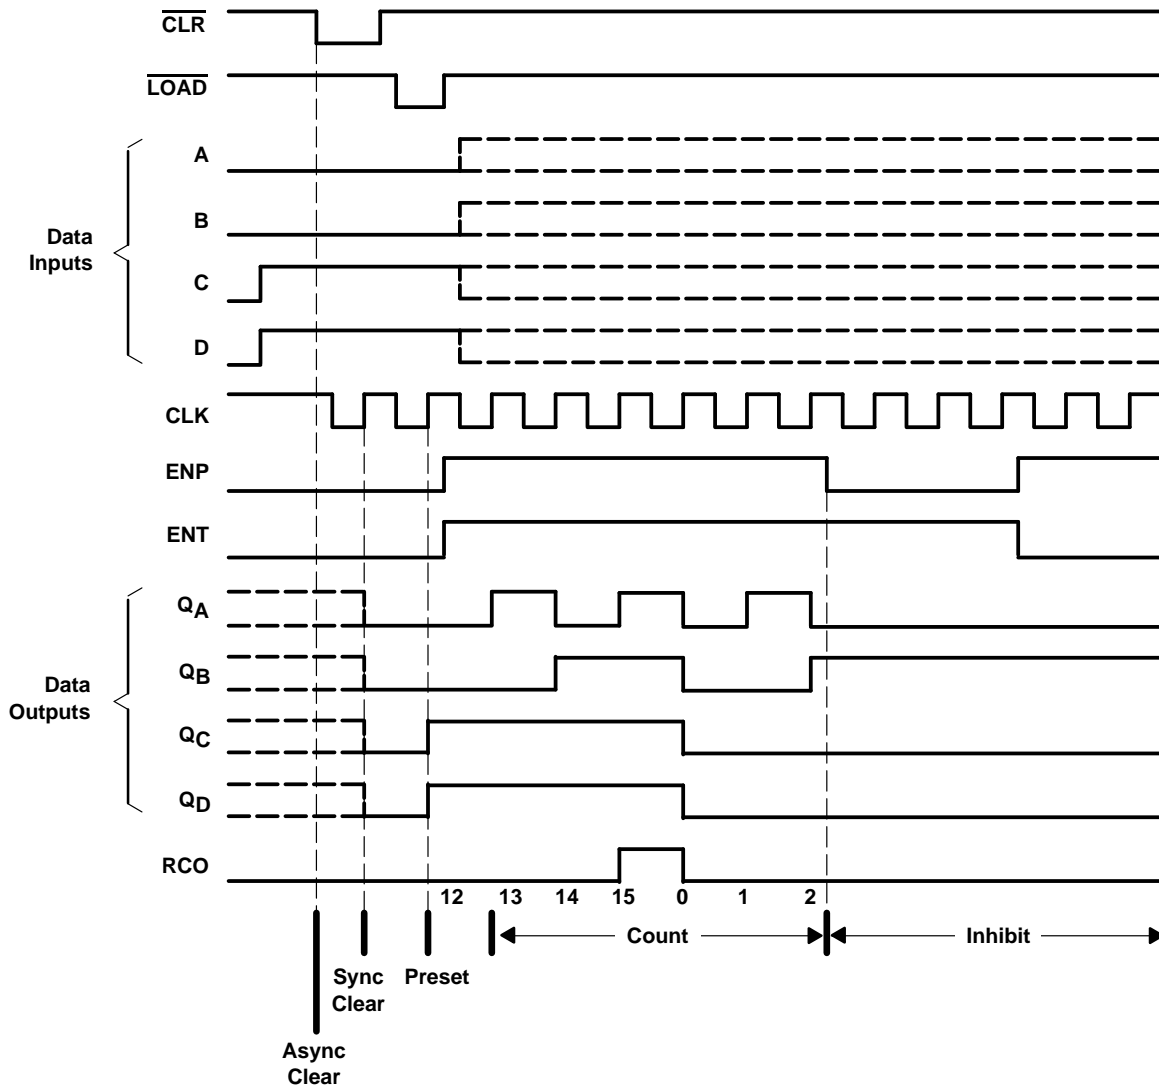 CLR
LOAD
A
B
Data
Inputs
C
D
CLK
ENP
ENT
QA
QB
Data
Outputs
QC
QD
RCO
12 13 14 15 0 1 2
Count Inhibit
Sync
Clear
Preset
Async
Clear